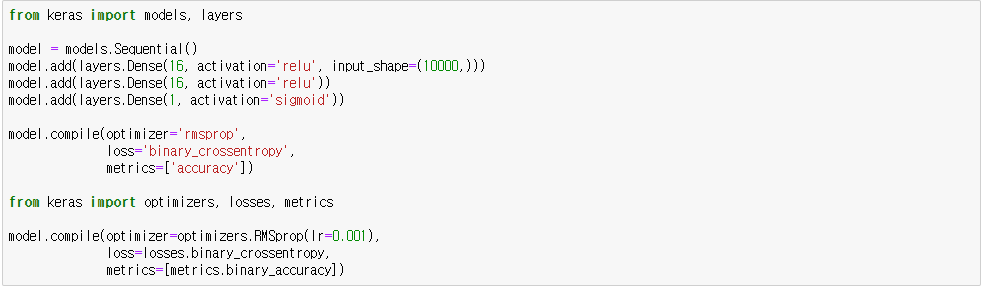 from keras import models, layers
model = models.Sequential()
model.add(layers.Dense(16, activation='relu', input_shape=(10000,)))
model.add(layers.Dense(16, activation='relu'))
model.add(layers.Dense(1, activation='sigmoid'))
model.compile(optimizer='rmsprop',
              loss='binary_crossentropy',
              metrics=['accuracy'])
from keras import optimizers, losses, metrics
model.compile(optimizer=optimizers.RMSprop(lr=0.001),
              loss=losses.binary_crossentropy,
              metrics=[metrics.binary_accuracy])